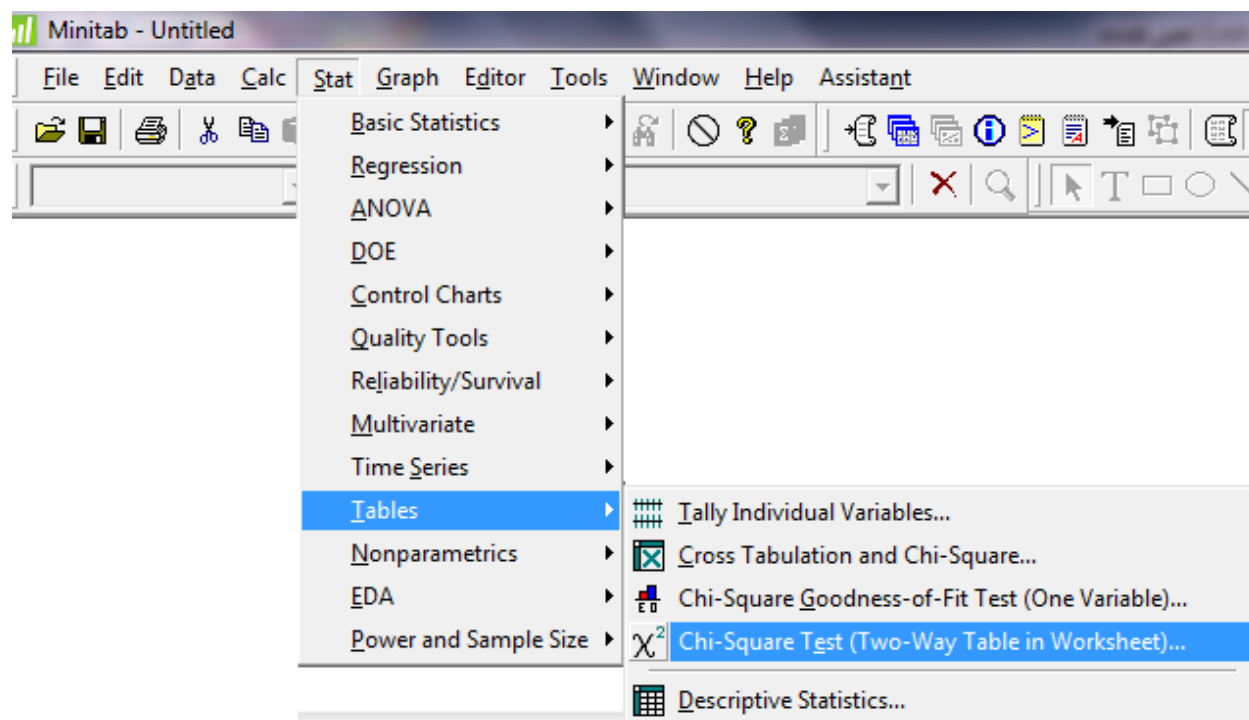 Minitab - Untitled
File Edit Data Calc Stat Graph Editor Tools Window Help Assistant
Basic Statistics
Regression
ANOVA
DOE
Control Charts
Quality Tools
Reliability/Survival
Multivariate
Time Series
Tables
Nonparametrics
EDA
Power and Sample Size
Tally Individual Variables...
Cross Tabulation and Chi-Square...
Chi-Square Goodness-of-Fit Test (One Variable)...
χ² Chi-Square Test (Two-Way Table in Worksheet)...
Descriptive Statistics...